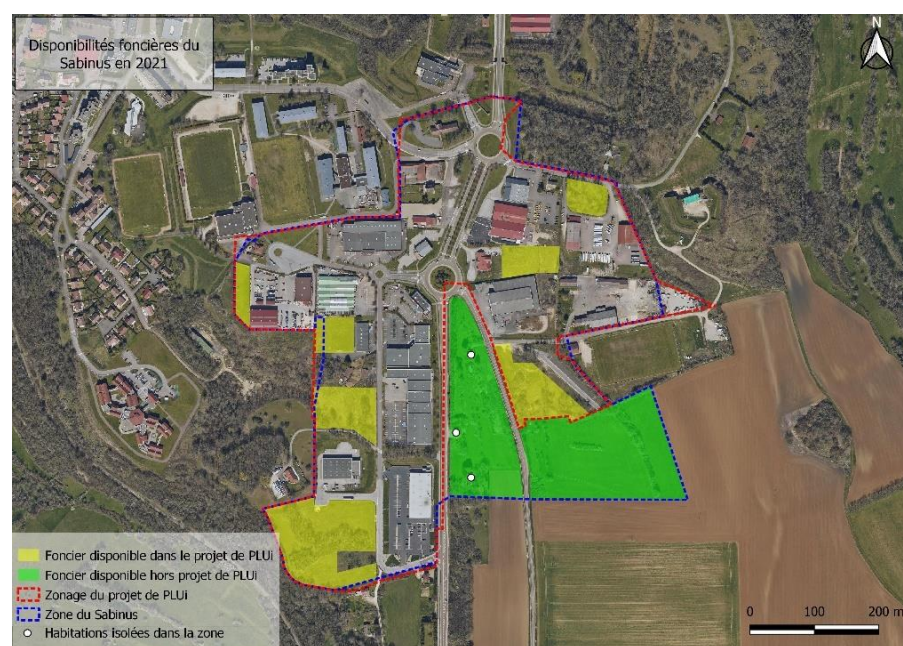 Disponibilités foncières du
Sabinus en 2021
N
Foncier disponible dans le projet de PLUi
Foncier disponible hors projet de PLUi
Zonage du projet de PLUi
Zone du Sabinus
Habitations isolées dans la zone
0 100 200 m